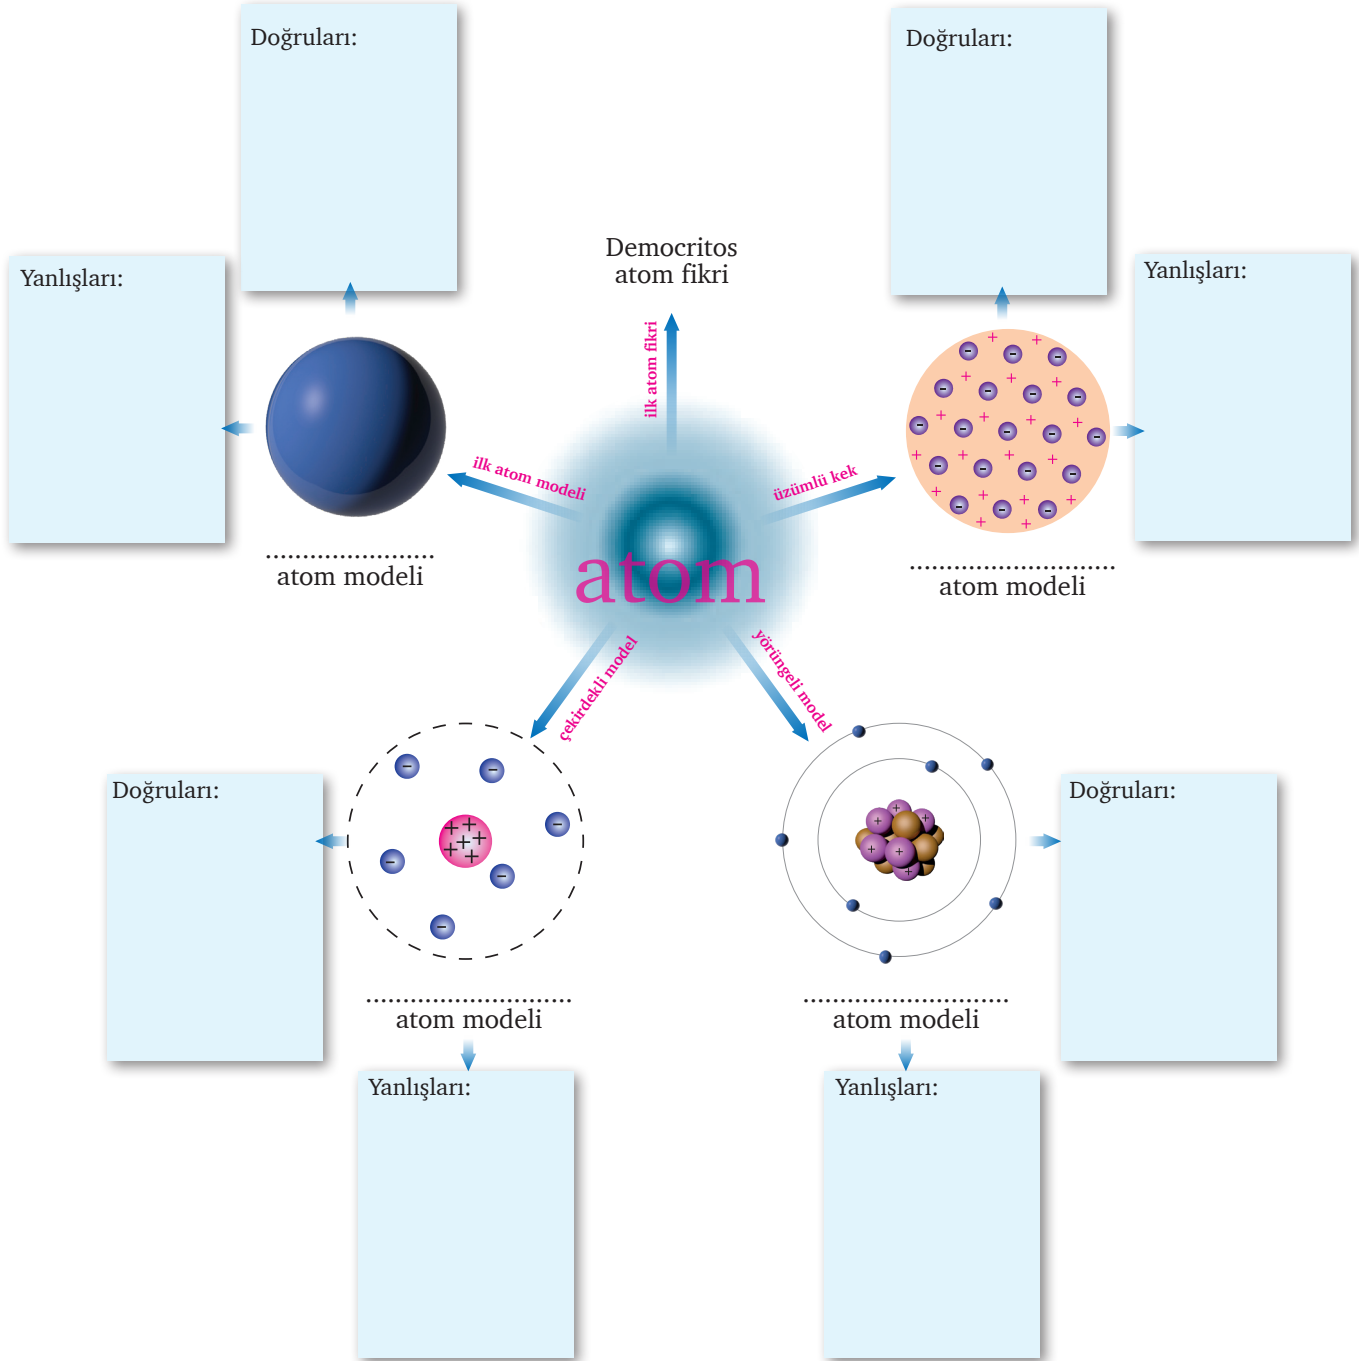 Doğruları:
Yanlışları:
ilk atom modeli
......................
atom modeli
Democritos
atom fikri
ilk atom fikri
Doğruları:
Yanlışları:
üzümlü kek
...........................
atom modeli
atom
çekirdekli model
Doğruları:
...........................
atom modeli
Yanlışları:
yörüngeli model
Doğruları:
...........................
atom modeli
Yanlışları: